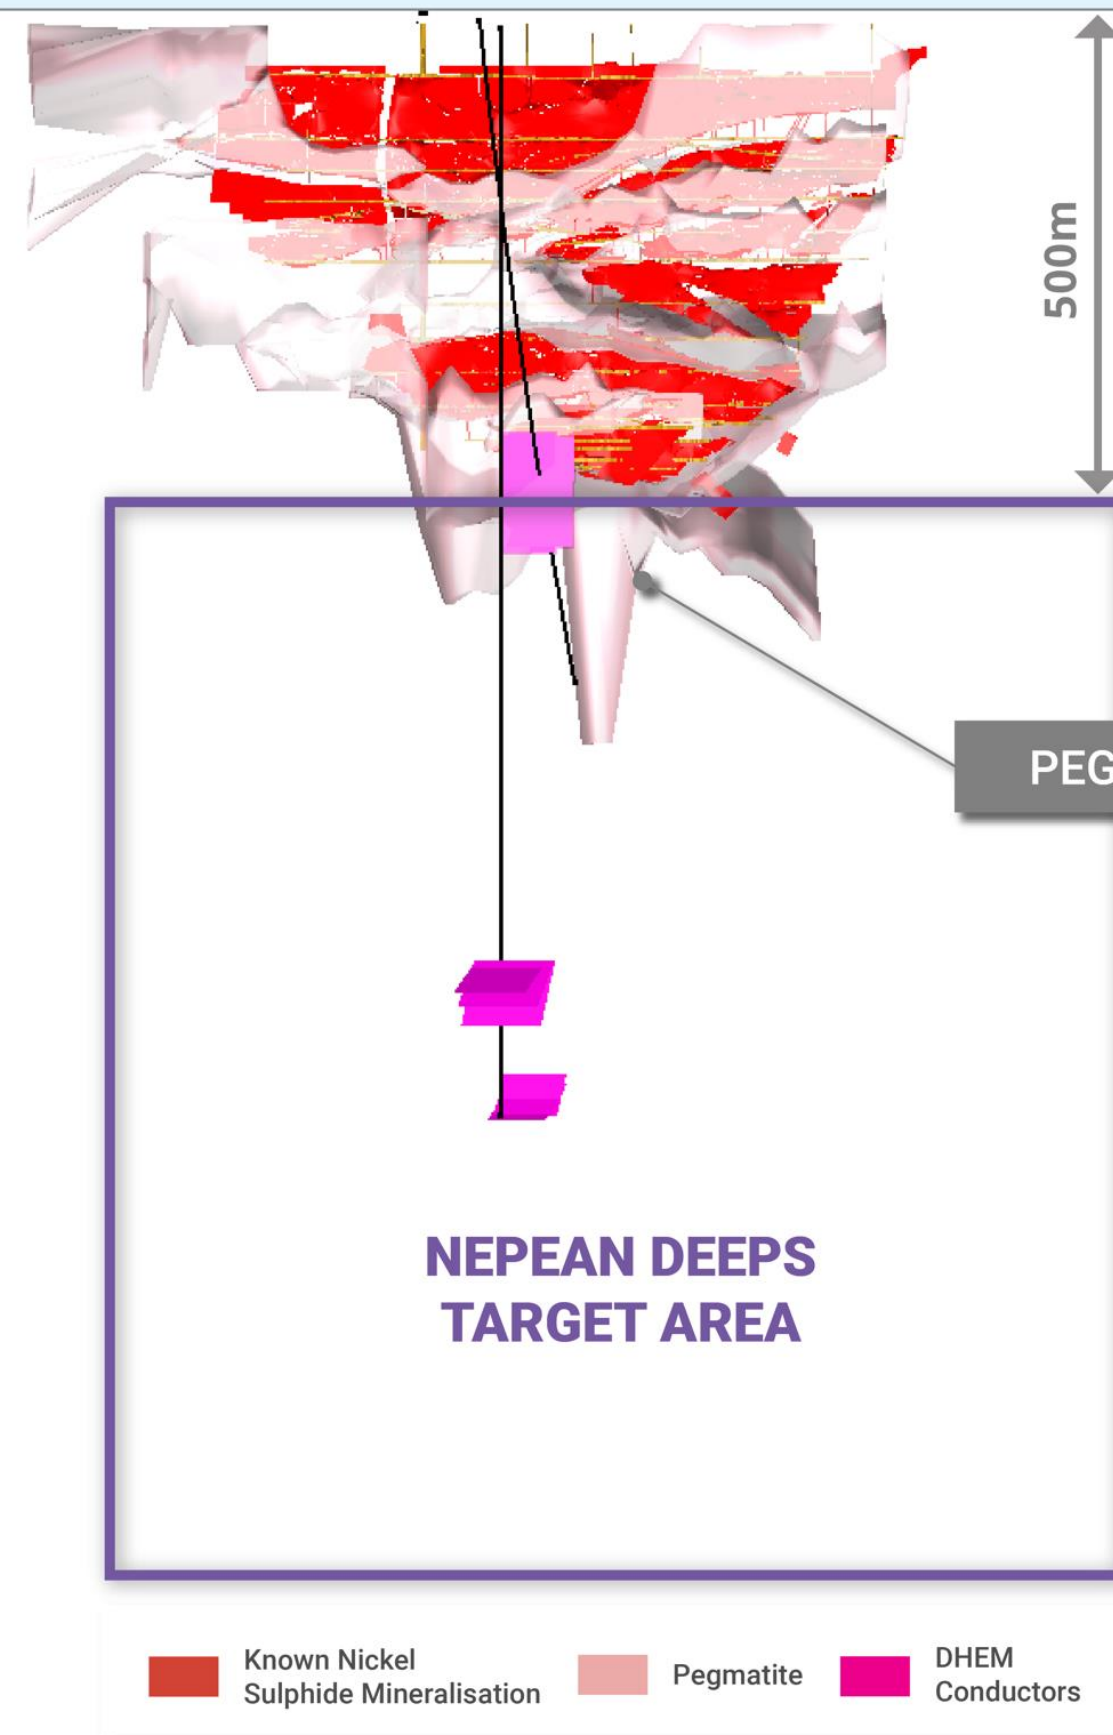 500m
PEG
NEPEAN DEEPS
TARGET AREA
Known Nickel
Sulphide Mineralisation
Pegmatite
DHEM
Conductors